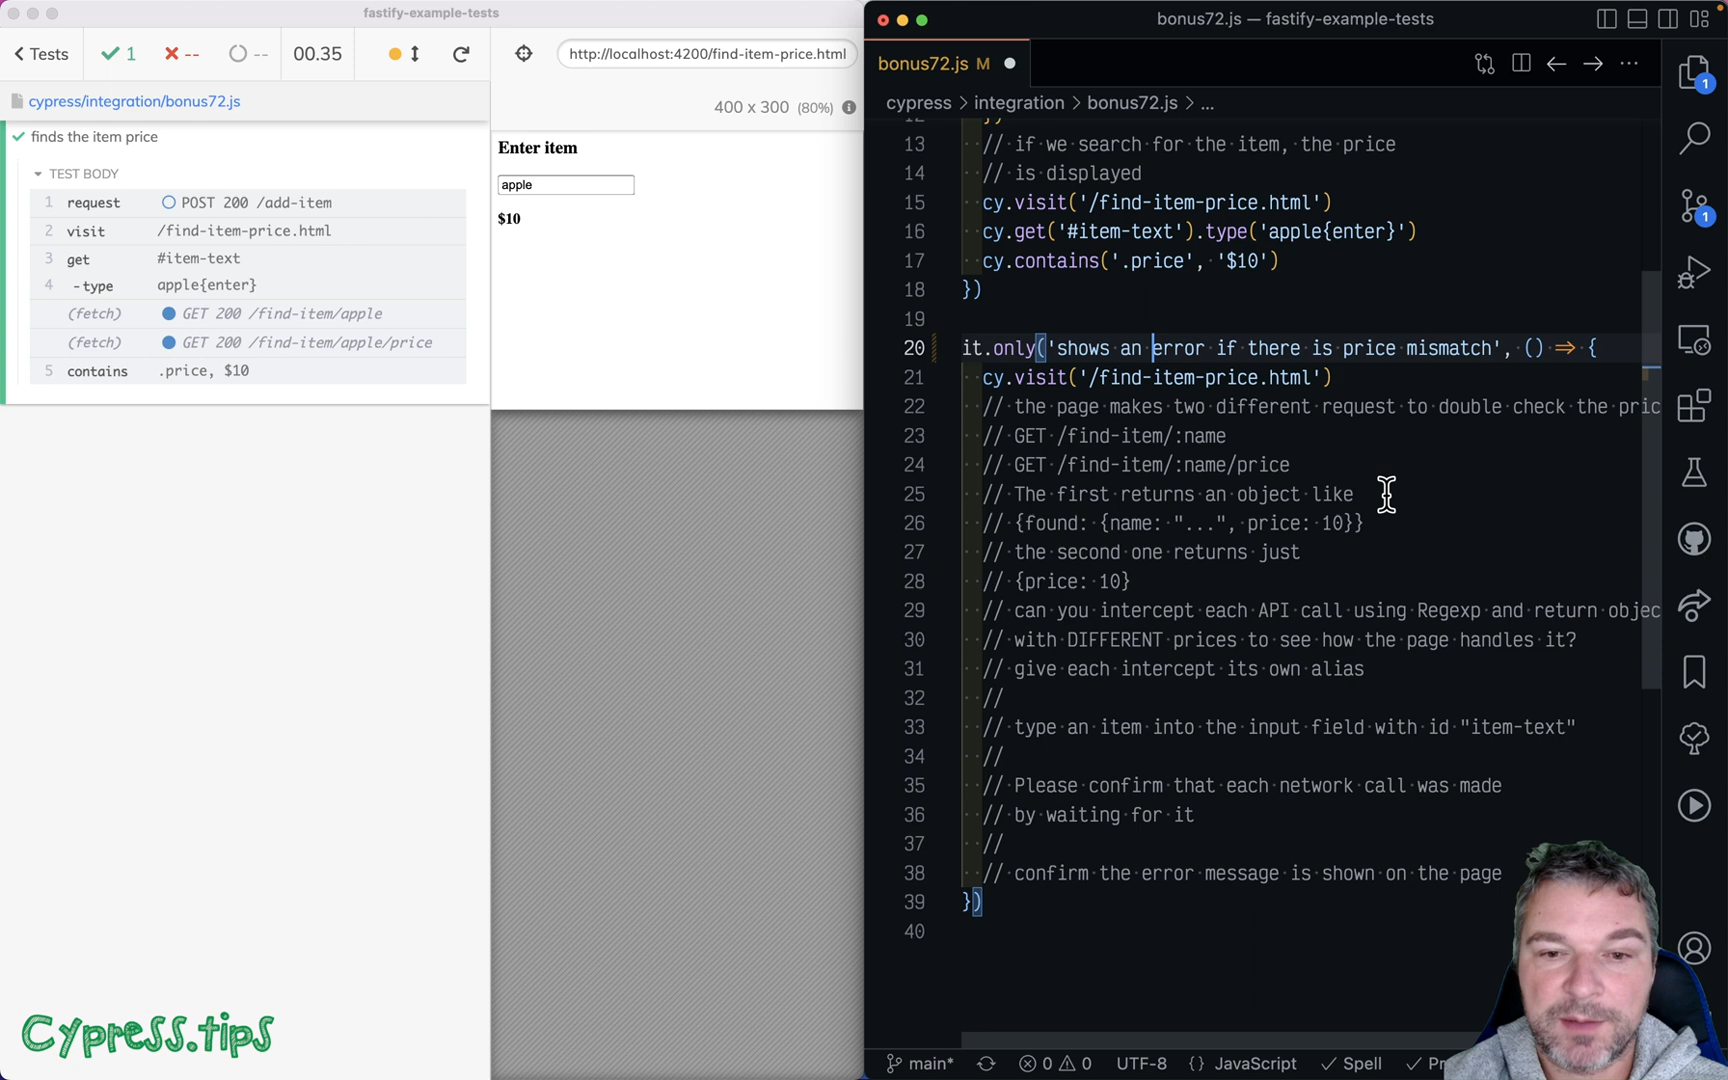 fastify-example-tests
Tests
1
--
--
00.35
http://localhost:4200/find-item-price.html
cypress/integration/bonus72.js
400 x 300 (80%)
finds the item price
TEST BODY
1 request POST 200 /add-item
2 visit /find-item-price.html
3 get #item-text
4 -type apple{enter}
(fetch) GET 200 /find-item/apple
(fetch) GET 200 /find-item/apple/price
5 contains .price, $10
Enter item
apple
$10
Cypress.tips
bonus72.js — fastify-example-tests
bonus72.js M
cypress > integration > bonus72.js > ...
12 })
13 // if we search for the item, the price
14 // is displayed
15 cy.visit('/find-item-price.html')
16 cy.get('#item-text').type('apple{enter}')
17 cy.contains('.price', '$10')
18 })
19
20 it.only('shows an error if there is price mismatch', () => {
21 cy.visit('/find-item-price.html')
22 // the page makes two different request to double check the pric
23 // GET /find-item/:name
24 // GET /find-item/:name/price
25 // The first returns an object like
26 // {found: {name: "...", price: 10}}
27 // the second one returns just
28 // {price: 10}
29 // can you intercept each API call using Regexp and return objec
30 // with DIFFERENT prices to see how the page handles it?
31 // give each intercept its own alias
32 //
33 // type an item into the input field with id "item-text"
34 //
35 // Please confirm that each network call was made
36 // by waiting for it
37 //
38 // confirm the error message is shown on the page
39 })
40
1
1
main*
0
0
UTF-8
{} JavaScript
Spell